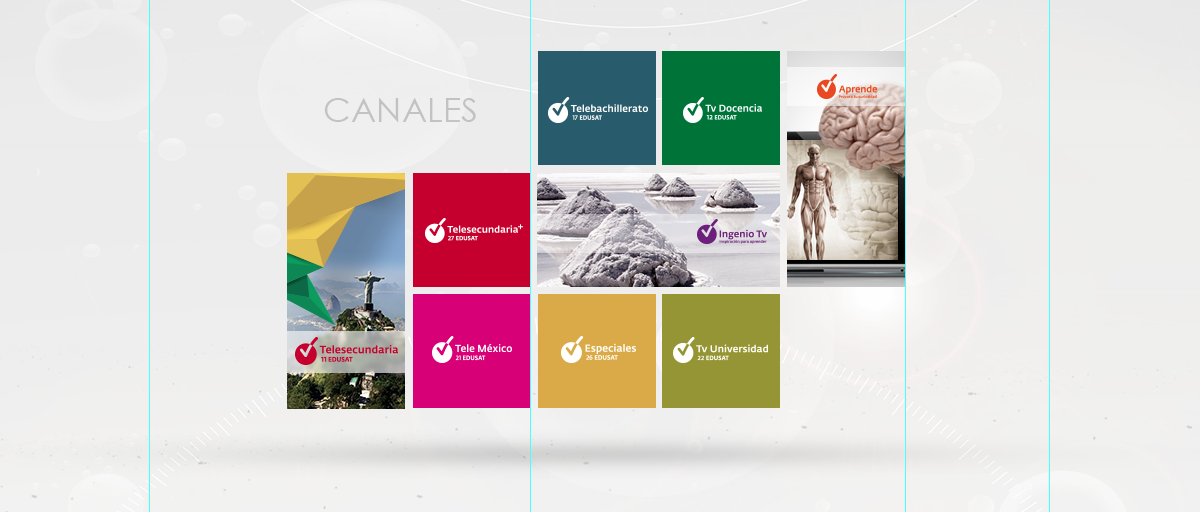 CANALES
Telebachillerato
17 EDUSAT
Tv Docencia
12 EDUSAT
Aprende
Telesecundaria+
27 EDUSAT
Ingenio Tv
Inspiración para aprender
Telesecundaria
11 EDUSAT
Tele México
21 EDUSAT
Especiales
26 EDUSAT
Tv Universidad
22 EDUSAT